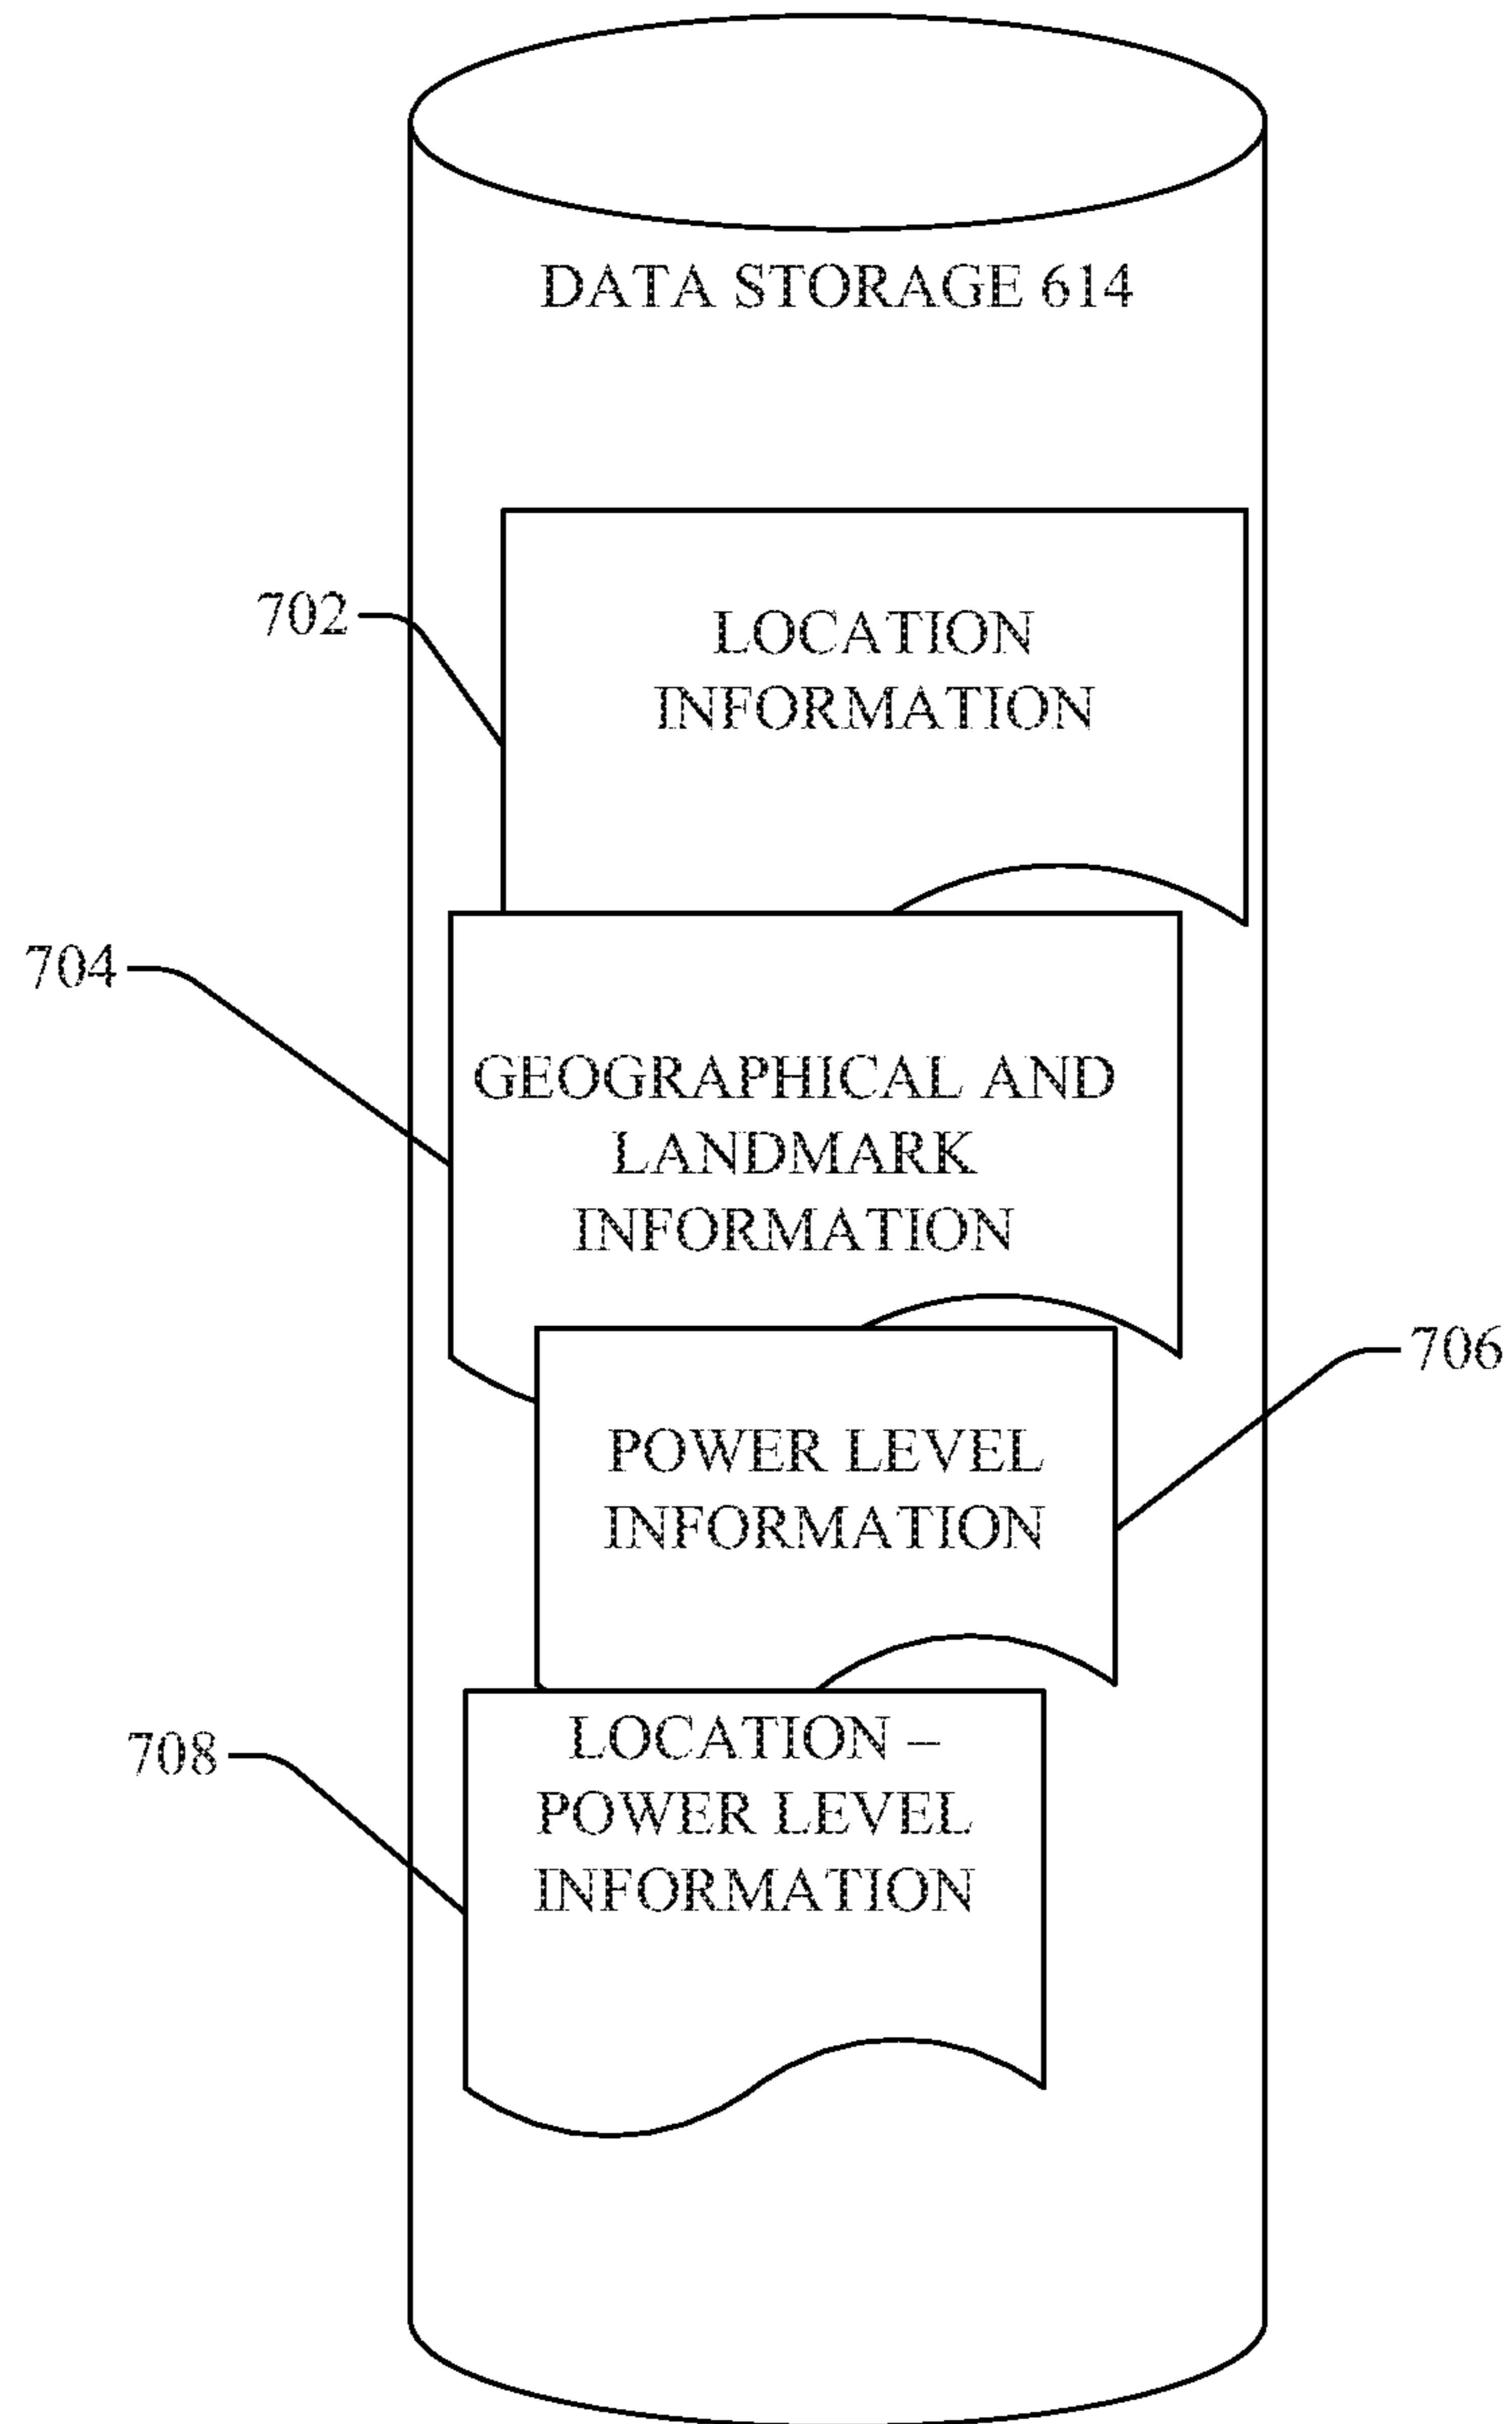 DATA STORAGE 614
702
LOCATION
INFORMATION
704
GEOGRAPHICAL AND
LANDMARK
INFORMATION
706
POWER LEVEL
INFORMATION
708
LOCATION –
POWER LEVEL
INFORMATION